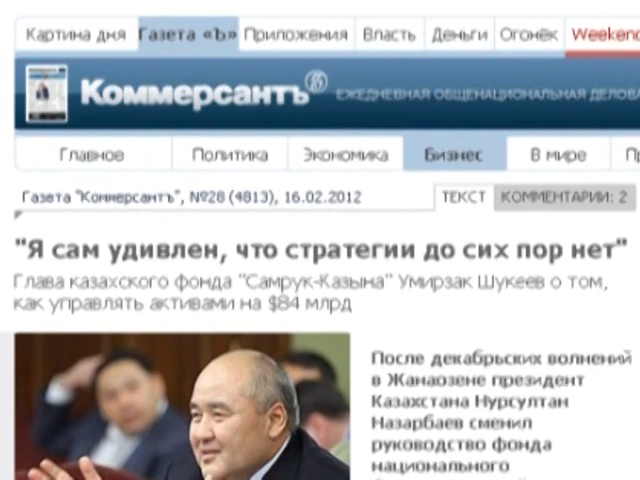 Картина дня Газета «Ъ» Приложения Власть Деньги Огонёк Weekend
Коммерсантъ® ЕЖЕДНЕВНАЯ ОБЩЕНАЦИОНАЛЬНАЯ ДЕЛОВА
Главное Политика Экономика Бизнес В мире Пр
Газета "Коммерсантъ", №28 (4813), 16.02.2012 ТЕКСТ КОММЕНТАРИИ: 2
"Я сам удивлен, что стратегии до сих пор нет"
Глава казахского фонда "Самрук-Казына" Умирзак Шукеев о том,
как управлять активами на $84 млрд
После декабрьских волнений
в Жанаозене президент
Казахстана Нурсултан
Назарбаев сменил
руководство фонда
национального